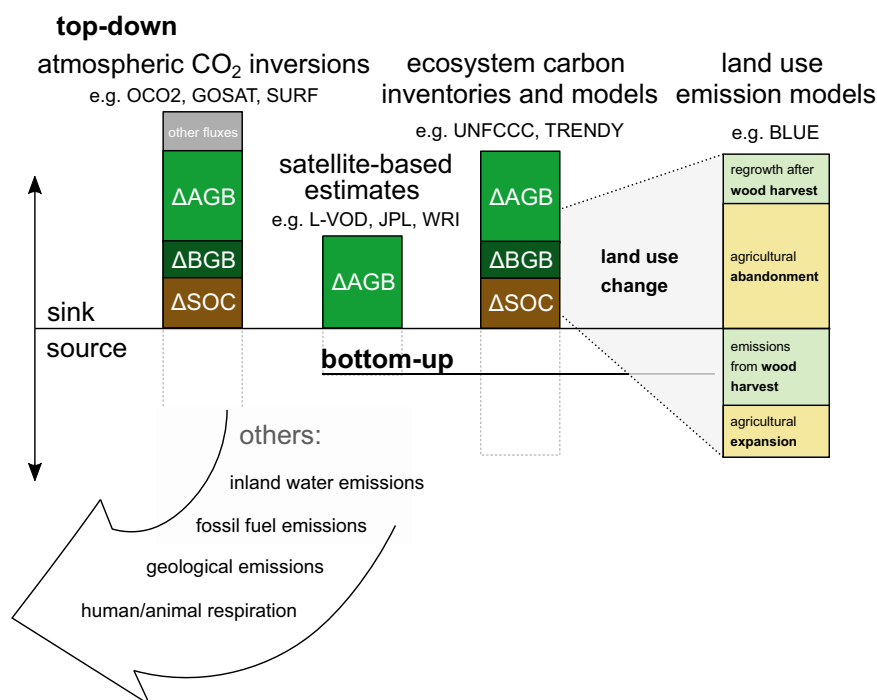 top-down
atmospheric CO₂ inversions
e.g. OCO2, GOSAT, SURF
other fluxes
ΔAGB
ΔBGB
ΔSOC
satellite-based
estimates
e.g. L-VOD, JPL, WRI
ΔAGB
ecosystem carbon
inventories and models
e.g. UNFCCC, TRENDY
ΔAGB
ΔBGB
ΔSOC
land use
emission models
e.g. BLUE
regrowth after
wood harvest
agricultural
abandonment
land use
change
sink
source
bottom-up
emissions
from wood
harvest
agricultural
expansion
others:
inland water emissions
fossil fuel emissions
geological emissions
human/animal respiration